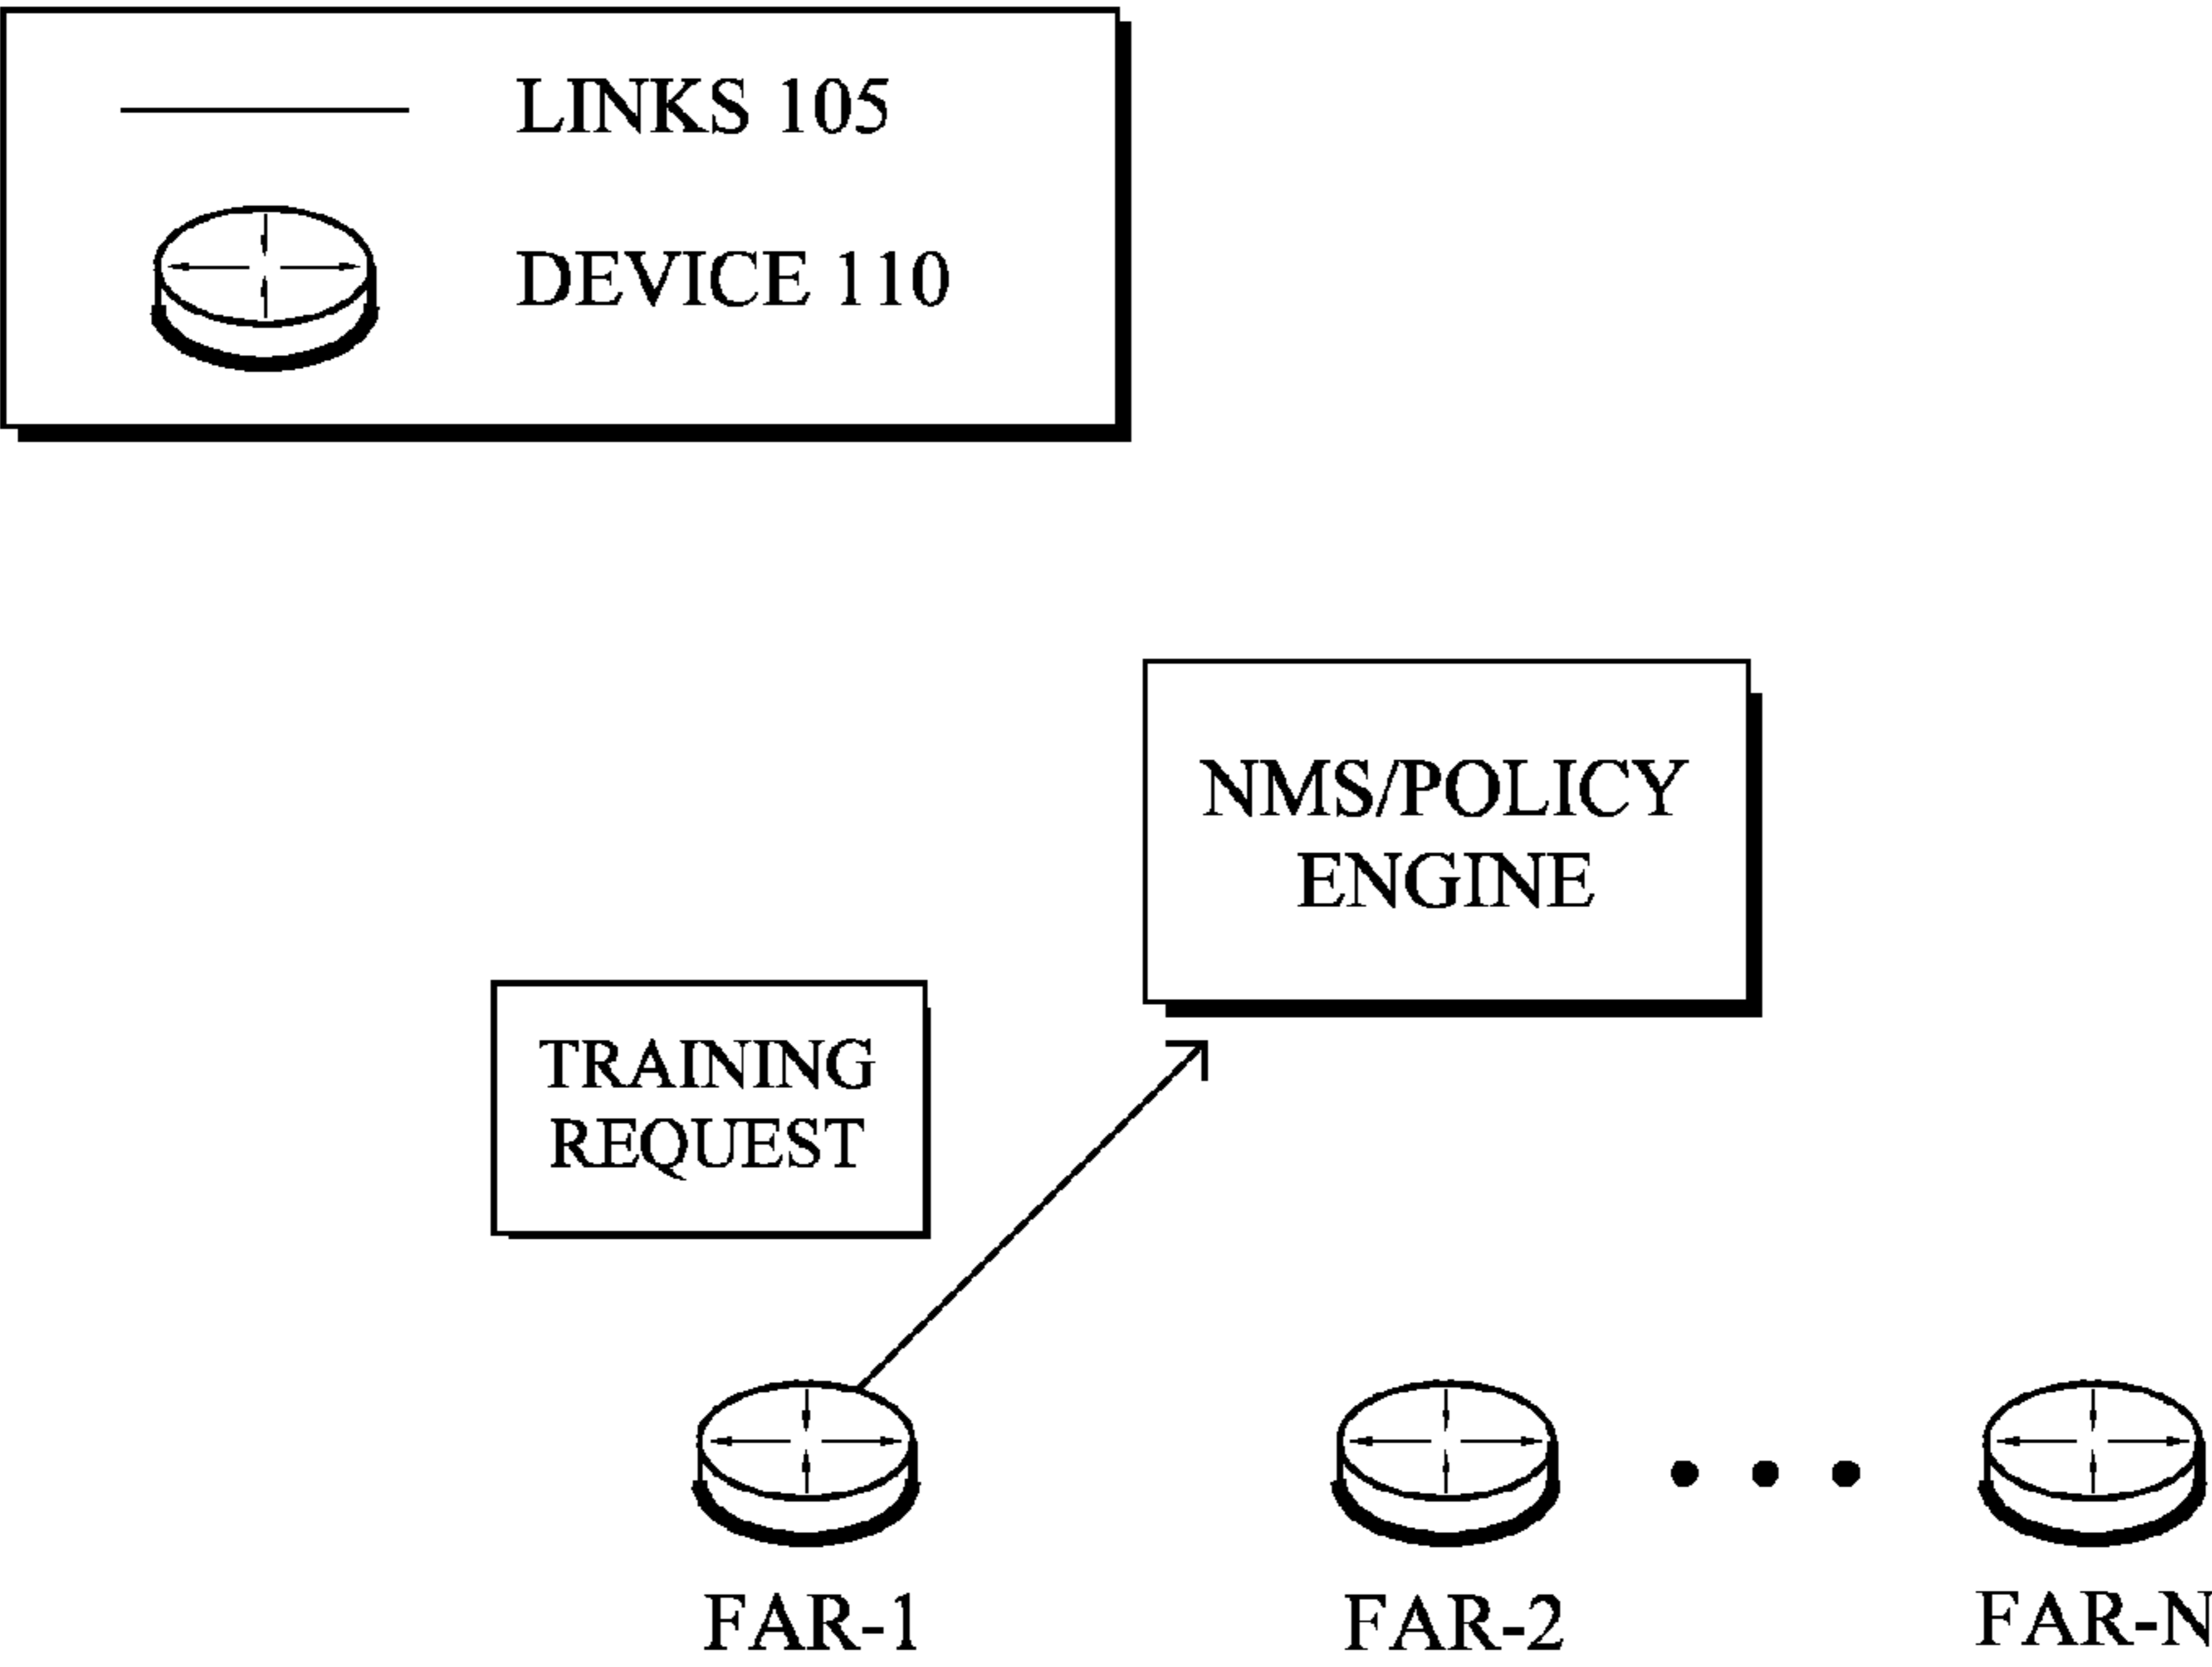 LINKS 105
DEVICE 110
NMS/POLICY
ENGINE
TRAINING
REQUEST
FAR-1
FAR-2
FAR-N